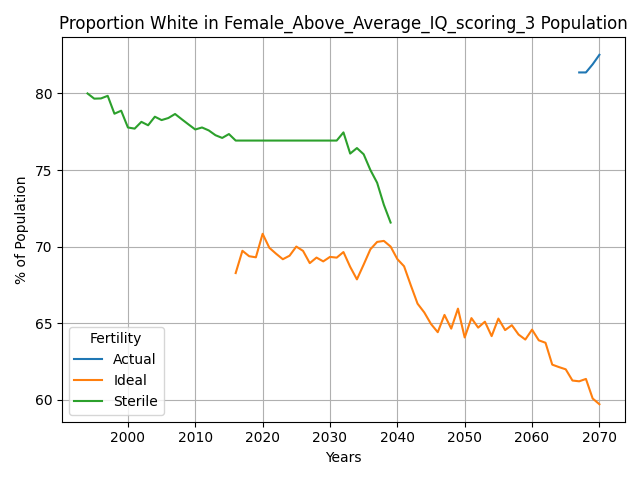 Proportion White in Female_Above_Average_IQ_scoring_3 Population
% of Population
80
75
70
65
60
Fertility
Actual
Ideal
Sterile
2000 2010 2020 2030 2040 2050 2060 2070
Years